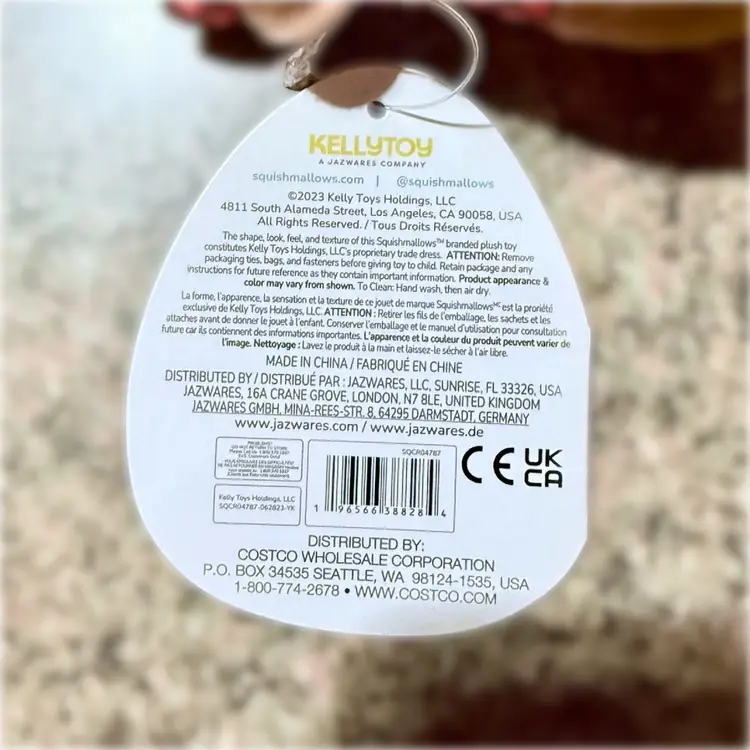 KELLYTOY
A JAZWARES COMPANY
squishmallows.com | @squishmallows
©2023 Kelly Toys Holdings, LLC
4811 South Alameda Street, Los Angeles, CA 90058, USA
All Rights Reserved. / Tous Droits Réservés.
The shape, look, feel, and texture of this Squishmallows™ branded plush toy
constitutes Kelly Toys Holdings, LLC's proprietary trade dress. ATTENTION: Remove
packaging ties, bags, and fasteners before giving toy to child. Retain package and any
instructions for future reference as they contain important information. Product appearance &
color may vary from shown. To Clean: Hand wash, then air dry.
La forme, l'apparence, la sensation et la texture de ce jouet de marque Squishmallowsᴹᶜ est la propriété
exclusive de Kelly Toys Holdings, LLC. ATTENTION : Retirer les fils de l'emballage, les sachets et les
attaches avant de donner le jouet à l'enfant. Conserver l'emballage et le manuel d'utilisation pour consultation
future car ils contiennent des informations importantes. L'apparence et la couleur du produit peuvent varier de
l'image. Nettoyage : Lavez le produit à la main et laissez-le sécher à l'air libre.
MADE IN CHINA / FABRIQUÉ EN CHINE
DISTRIBUTED BY / DISTRIBUÉ PAR : JAZWARES, LLC, SUNRISE, FL 33326, USA
JAZWARES, 16A CRANE GROVE, LONDON, N7 8LE, UNITED KINGDOM
JAZWARES GMBH, MINA-REES-STR. 8, 64295 DARMSTADT, GERMANY
www.jazwares.com / www.jazwares.de
PROBLEMS?
DO NOT RETURN TO STORE
Kelly Toys Holdings, LLC
SQCR04787-062823-YK
SQCR04787
1 96566 38828 4
CE UK
CA
DISTRIBUTED BY:
COSTCO WHOLESALE CORPORATION
P.O. BOX 34535 SEATTLE, WA 98124-1535, USA
1-800-774-2678 • WWW.COSTCO.COM